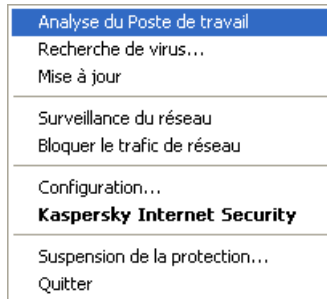 Analyse du Poste de travail
Recherche de virus...
Mise à jour
Surveillance du réseau
Bloquer le trafic de réseau
Configuration...
Kaspersky Internet Security
Suspension de la protection...
Quitter